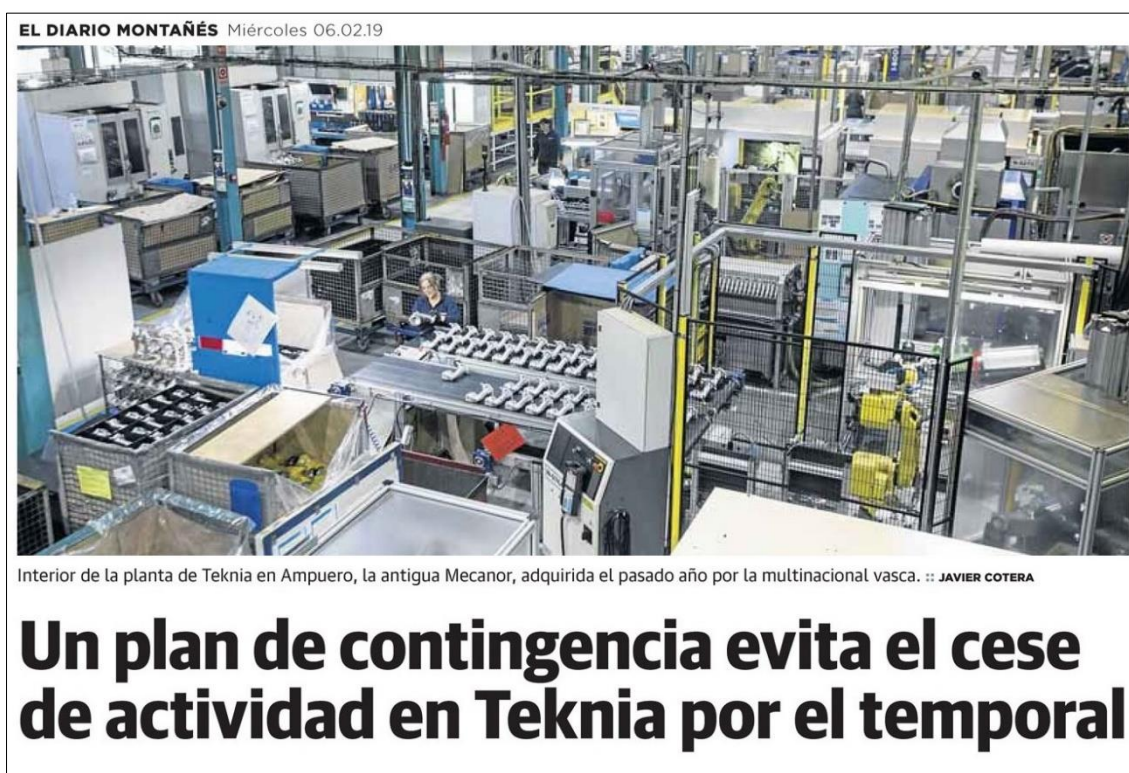 EL DIARIO MONTAÑÉS Miércoles 06.02.19
Interior de la planta de Teknia en Ampuero, la antigua Mecanor, adquirida el pasado año por la multinacional vasca. :: JAVIER COTERA
Un plan de contingencia evita el cese
de actividad en Teknia por el temporal